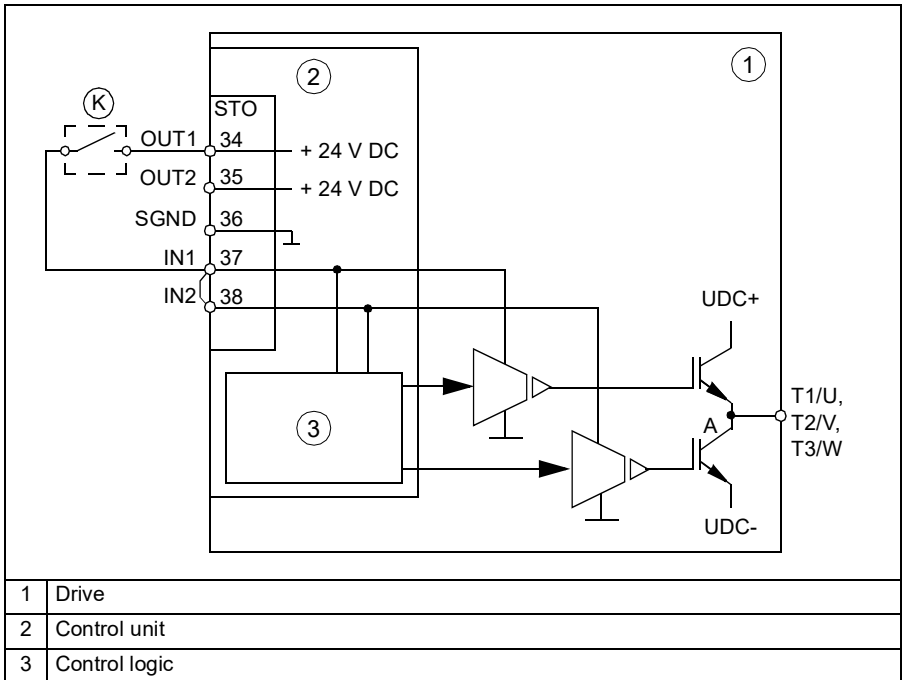 1
2
K
STO
OUT1 34 + 24 V DC
OUT2 35 + 24 V DC
SGND 36
IN1 37
IN2 38
UDC+
3
A
T1/U,
T2/V,
T3/W
UDC-
1 Drive
2 Control unit
3 Control logic